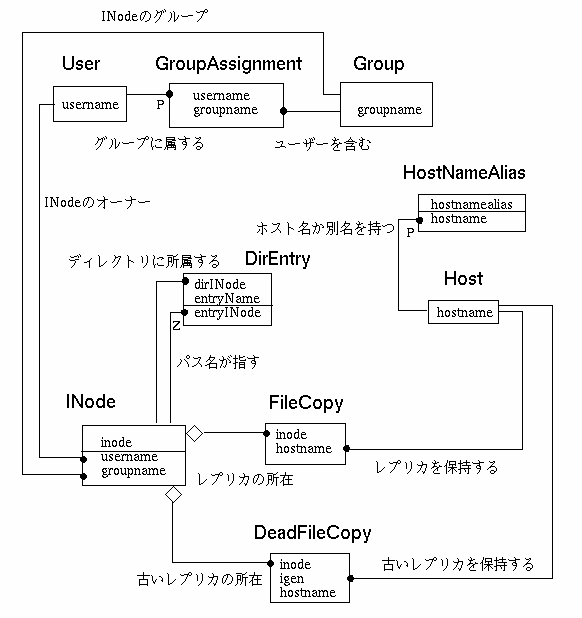 INodeのグループ
User
GroupAssignment
Group
username
P
username
groupname
groupname
グループに属する
ユーザーを含む
HostNameAlias
INodeのオーナー
hostnamealias
hostname
ホスト名か別名を持つ
P
ディレクトリに所属する
DirEntry
Host
dirINode
entryName
entryINode
hostname
Z
パス名が指す
INode
FileCopy
inode
username
groupname
inode
hostname
レプリカの所在
レプリカを保持する
DeadFileCopy
古いレプリカの所在
inode
igen
hostname
古いレプリカを保持する